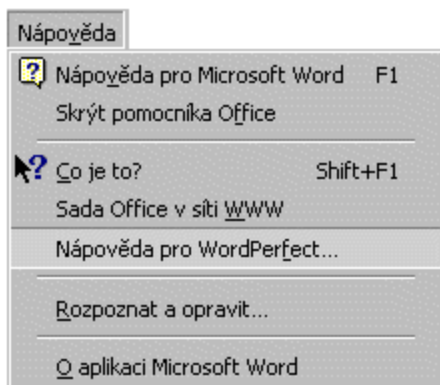 Nápověda
Nápověda pro Microsoft Word F1
Skrýt pomocníka Office
Co je to? Shift+F1
Sada Office v síti WWW
Nápověda pro WordPerfect...
Rozpoznat a opravit...
O aplikaci Microsoft Word